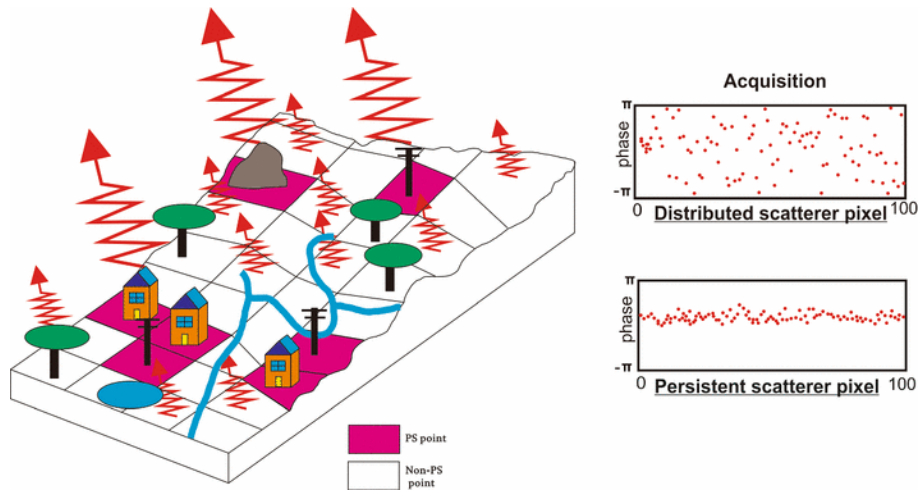 Acquisition
π
phase
-π
0
100
Distributed scatterer pixel
π
phase
-π
0
100
Persistent scatterer pixel
PS point
Non-PS
point